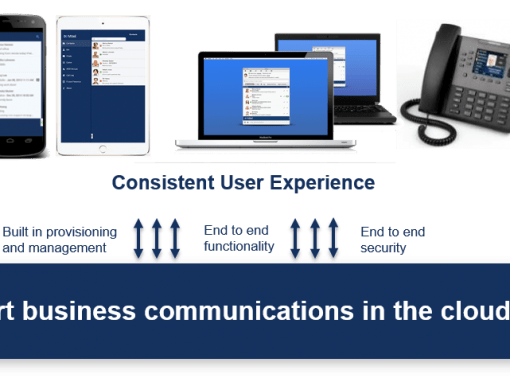 Consistent User Experience
Built in provisioning
and management
End to end
functionality
End to end
security
rt business communications in the cloud